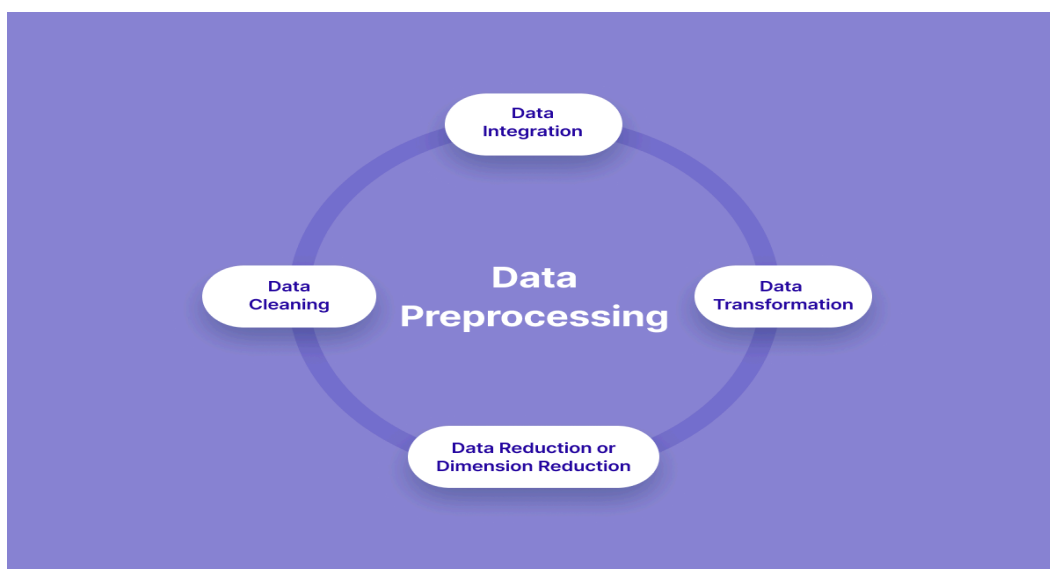 Data
Integration
Data
Cleaning
Data
Preprocessing
Data
Transformation
Data Reduction or
Dimension Reduction